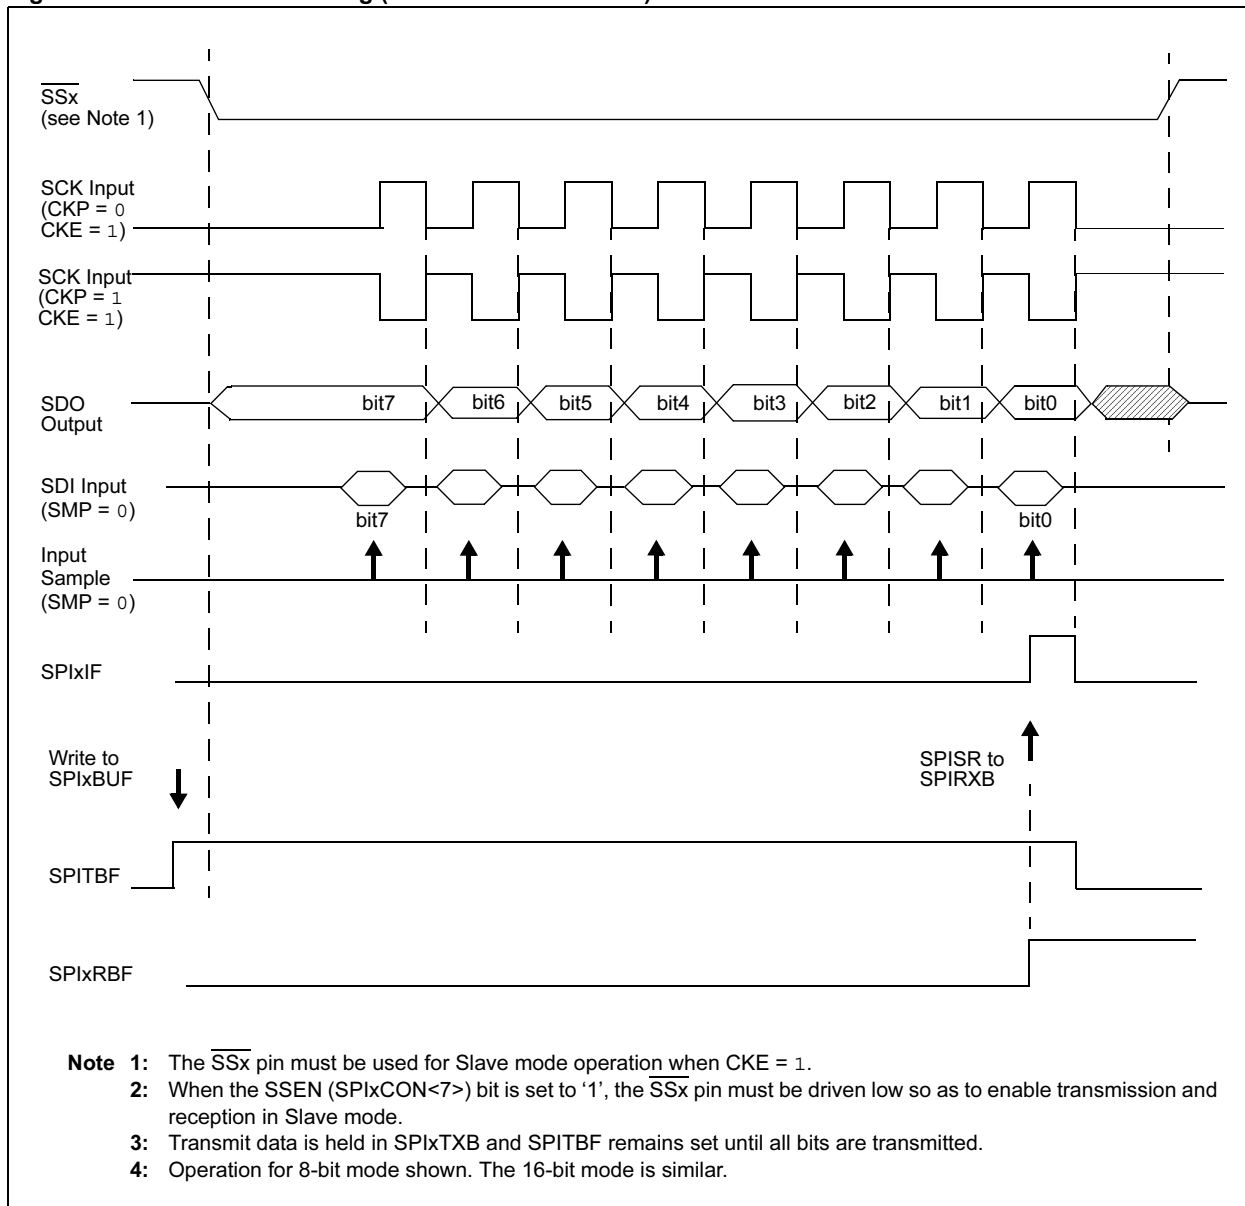 SSx
(see Note 1)
SCK Input
(CKP = 0
CKE = 1)
SCK Input
(CKP = 1
CKE = 1)
SDO
Output
bit7 bit6 bit5 bit4 bit3 bit2 bit1 bit0
SDI Input
(SMP = 0)
bit7 bit0
Input
Sample
(SMP = 0)
SPIxIF
Write to
SPIxBUF
SPISR to
SPIRXB
SPITBF
SPIxRBF
Note 1: The SSx pin must be used for Slave mode operation when CKE = 1.
2: When the SSEN (SPIxCON<7>) bit is set to ‘1’, the SSx pin must be driven low so as to enable transmission and
reception in Slave mode.
3: Transmit data is held in SPIxTXB and SPITBF remains set until all bits are transmitted.
4: Operation for 8-bit mode shown. The 16-bit mode is similar.